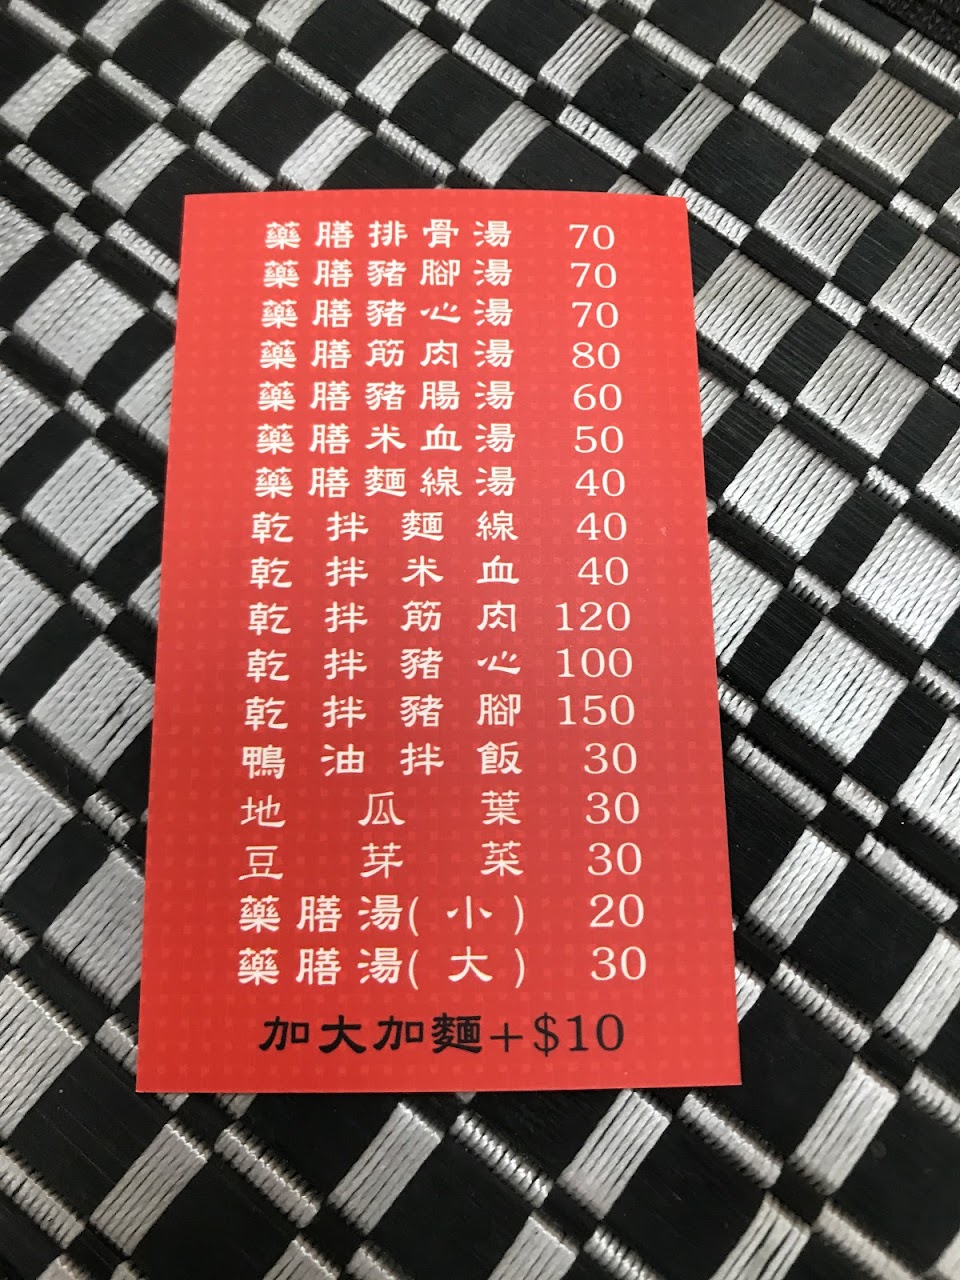 藥膳排骨湯 70
藥膳豬腳湯 70
藥膳豬心湯 70
藥膳筋肉湯 80
藥膳豬腸湯 60
藥膳米血湯 50
藥膳麵線湯 40
乾拌麵線 40
乾拌米血 40
乾拌筋肉 120
乾拌豬心 100
乾拌豬腳 150
鴨油拌飯 30
地瓜葉 30
豆芽菜 30
藥膳湯(小) 20
藥膳湯(大) 30
加大加麵+$10